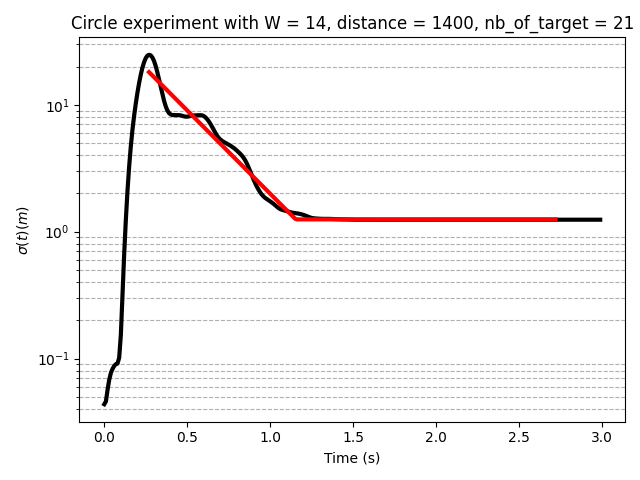 Circle experiment with W = 14, distance = 1400, nb_of_target = 21
10¹
10⁰
10⁻¹
σ(t)(m)
0.0 0.5 1.0 1.5 2.0 2.5 3.0
Time (s)